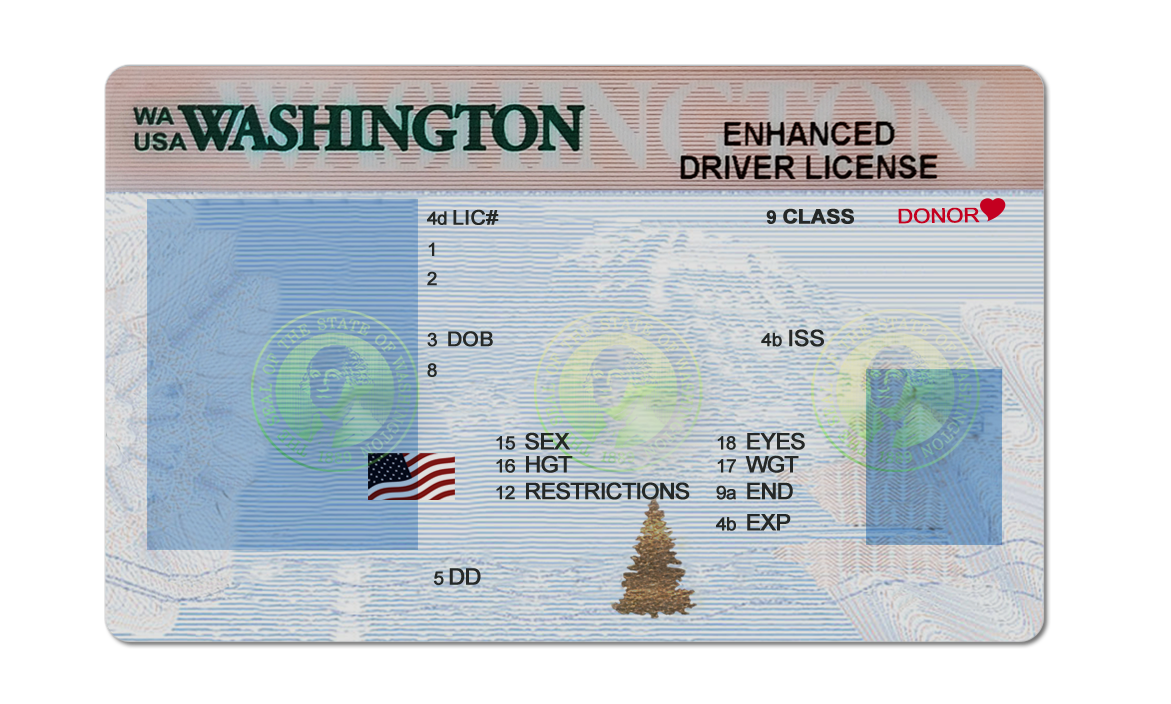 WA
USA WASHINGTON
WASHINGTON
ENHANCED
DRIVER LICENSE
4d LIC#
9 CLASS
DONOR
1
2
3 DOB
4b ISS
8
15 SEX
18 EYES
16 HGT
17 WGT
12 RESTRICTIONS
9a END
4b EXP
5 DD